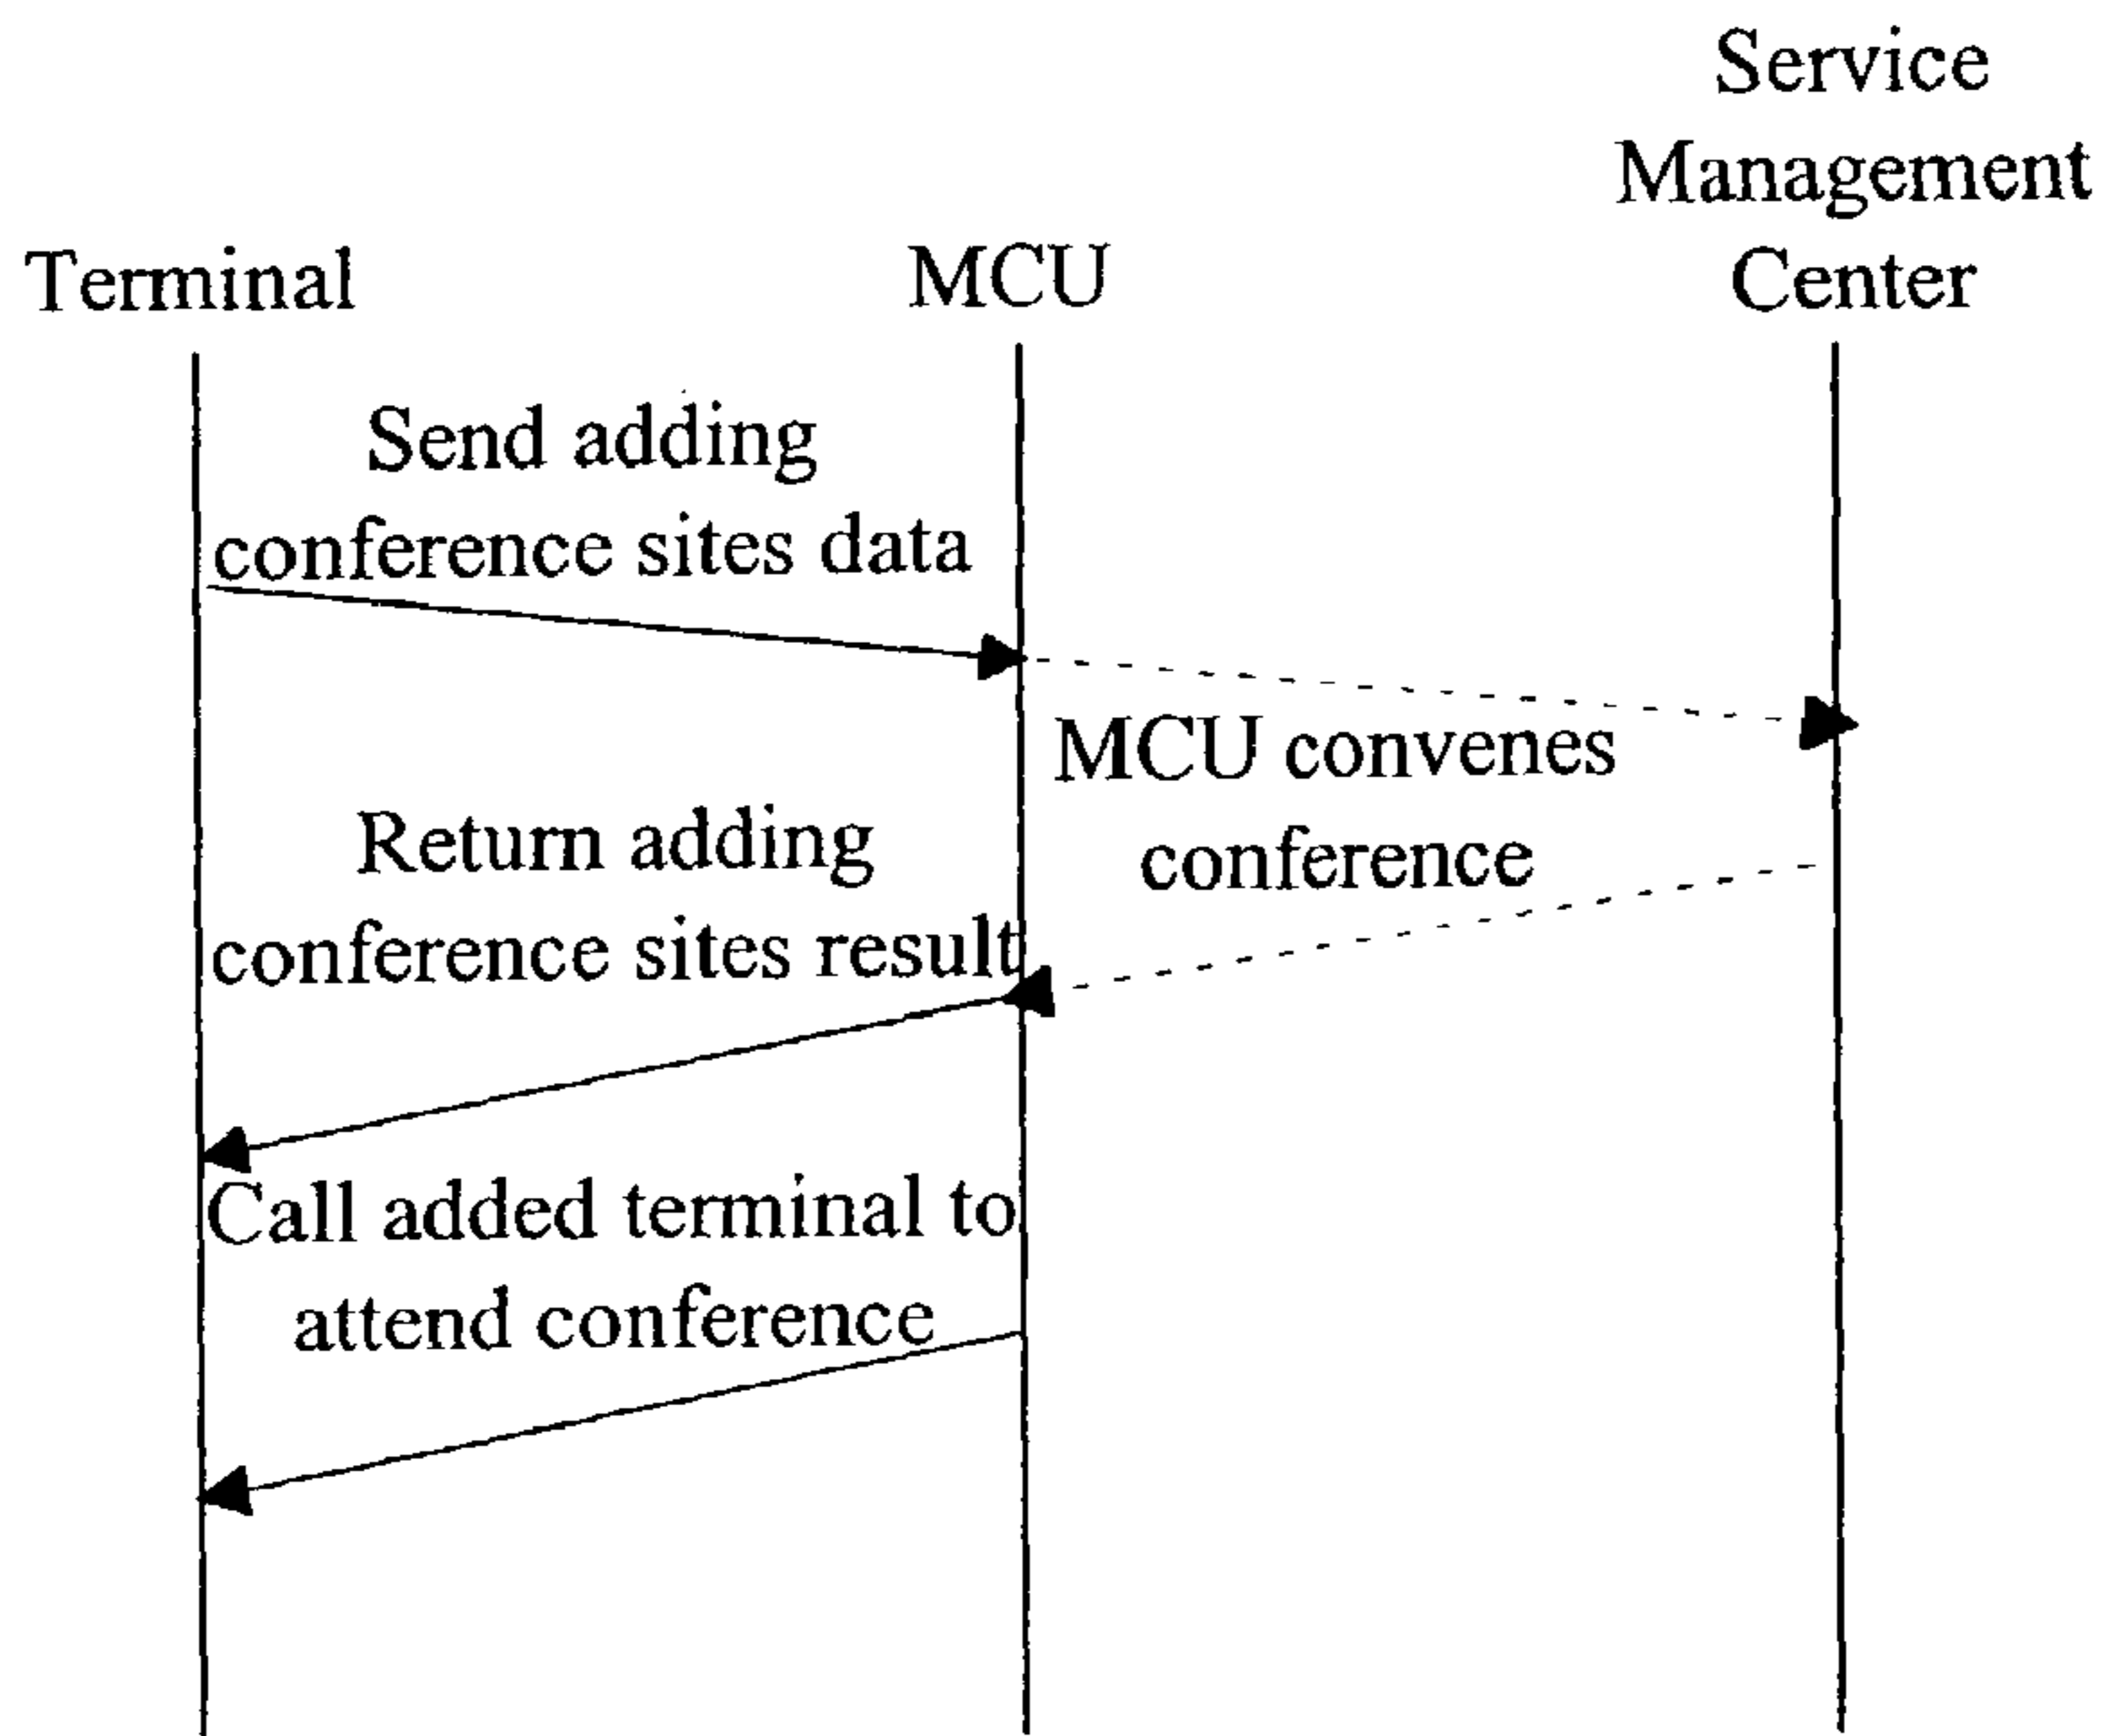 Service
Management
Center
Terminal
MCU
Send adding
conference sites data
MCU convenes
conference
Return adding
conference sites result
Call added terminal to
attend conference